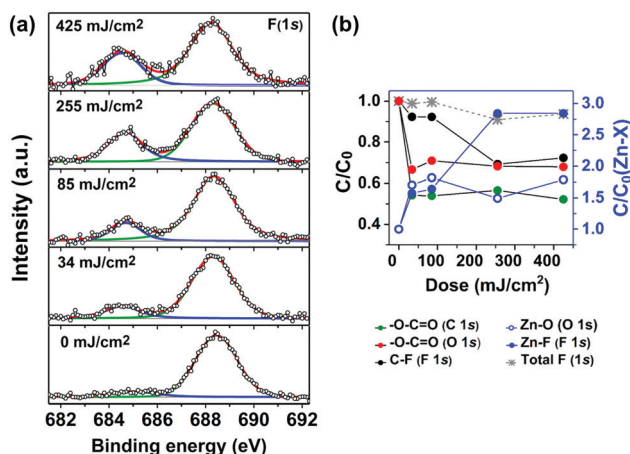 (a)
425 mJ/cm²
F(1s)
255 mJ/cm²
85 mJ/cm²
34 mJ/cm²
0 mJ/cm²
Intensity (a.u.)
682 684 686 688 690 692
Binding energy (eV)
(b)
1.0
0.8
0.6
0.4
C/C₀
3.0
2.5
2.0
1.5
1.0
C/C₀(Zn-X)
0 100 200 300 400
Dose (mJ/cm²)
-O-C=O (C 1s)
-O-C=O (O 1s)
C-F (F 1s)
Zn-O (O 1s)
Zn-F (F 1s)
Total F (1s)